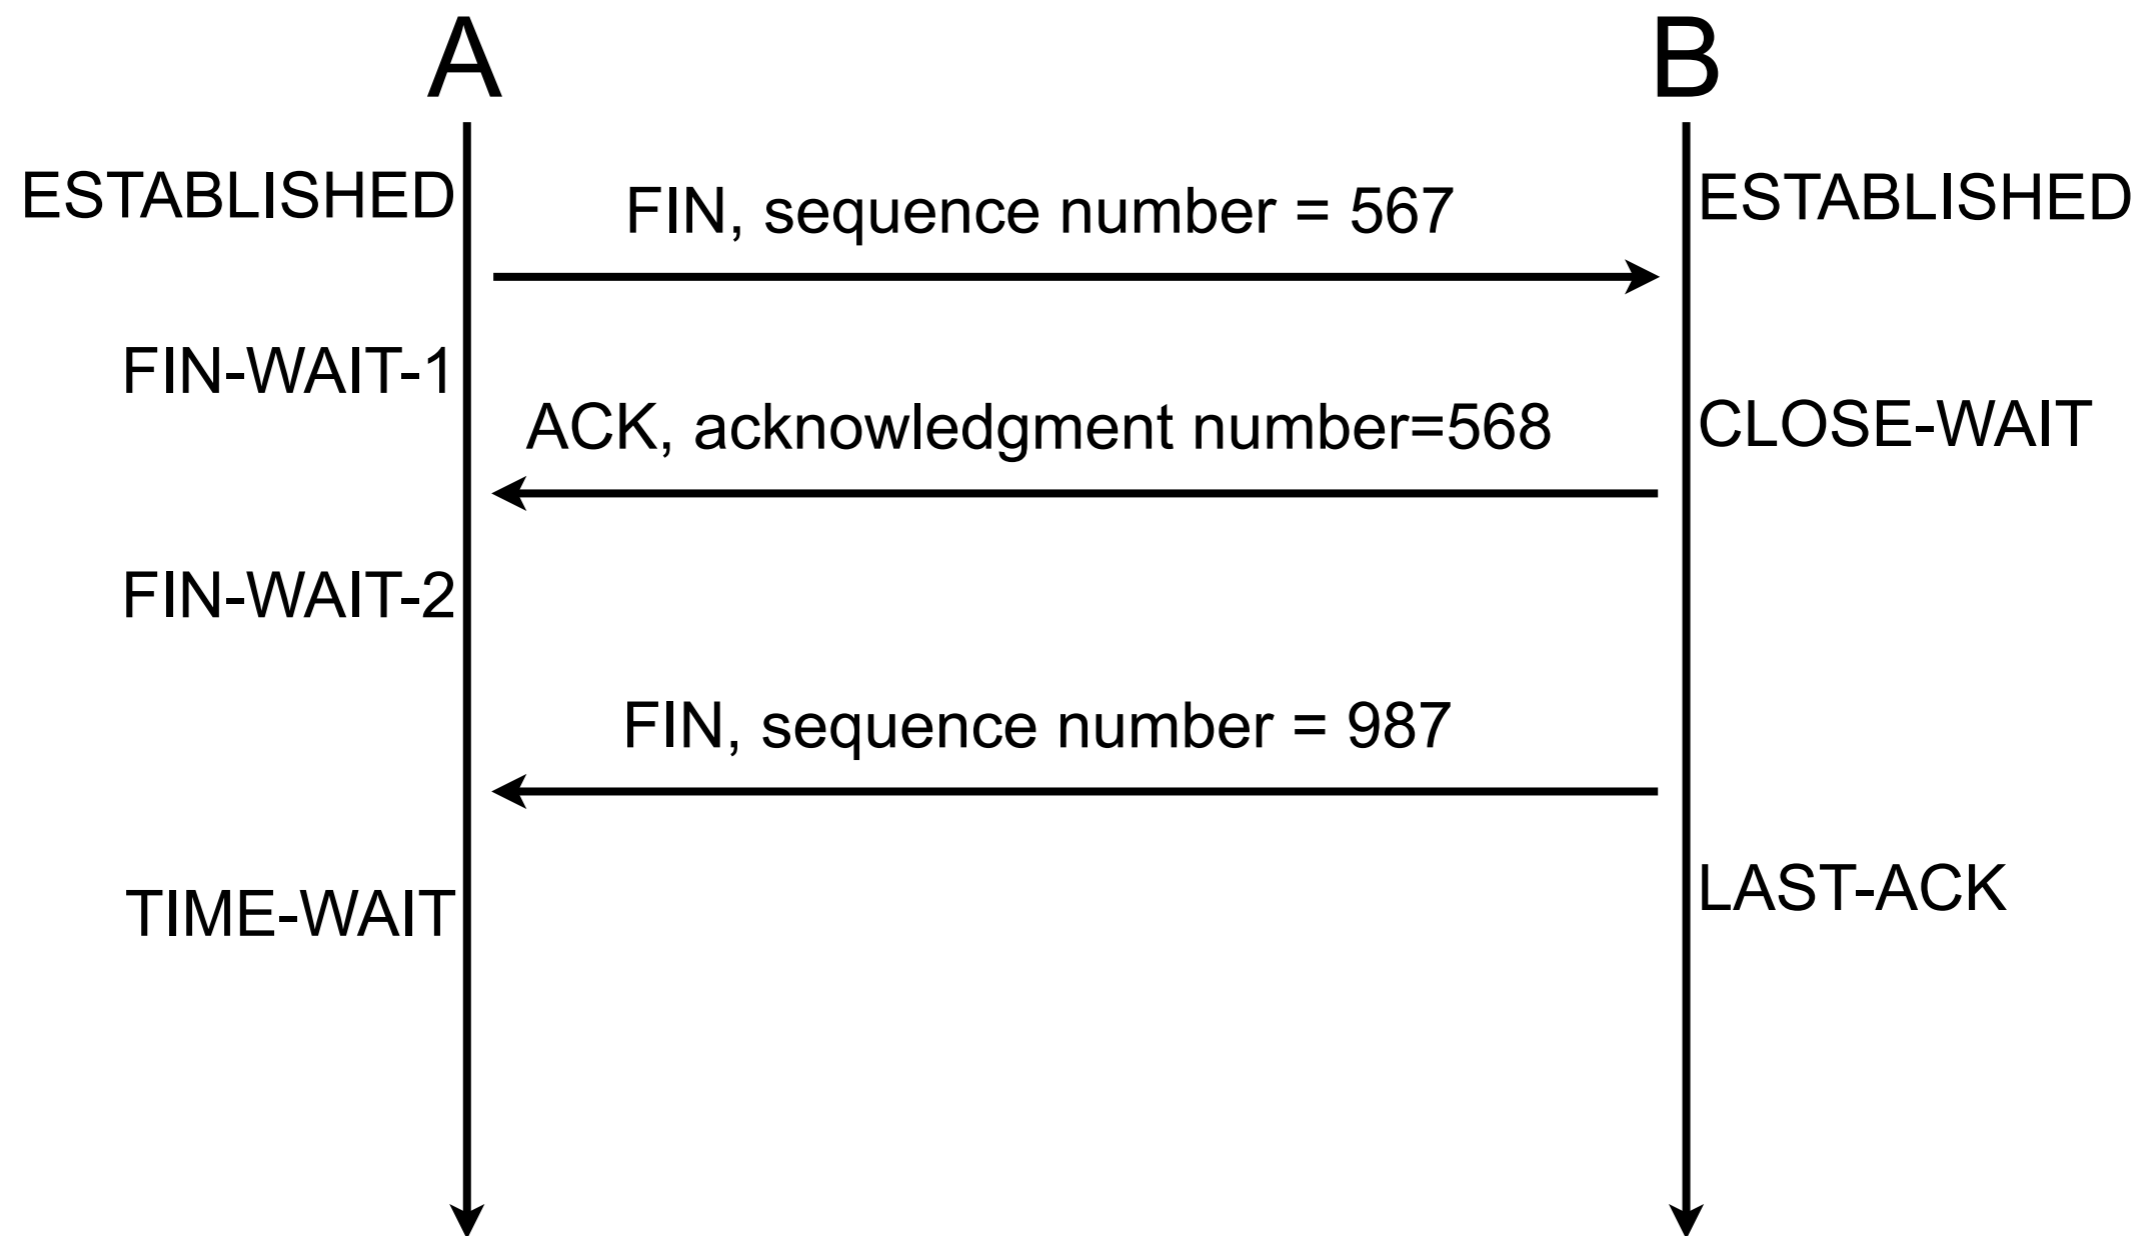 A
B
ESTABLISHED
FIN, sequence number = 567
ESTABLISHED
FIN-WAIT-1
ACK, acknowledgment number=568
CLOSE-WAIT
FIN-WAIT-2
FIN, sequence number = 987
TIME-WAIT
LAST-ACK